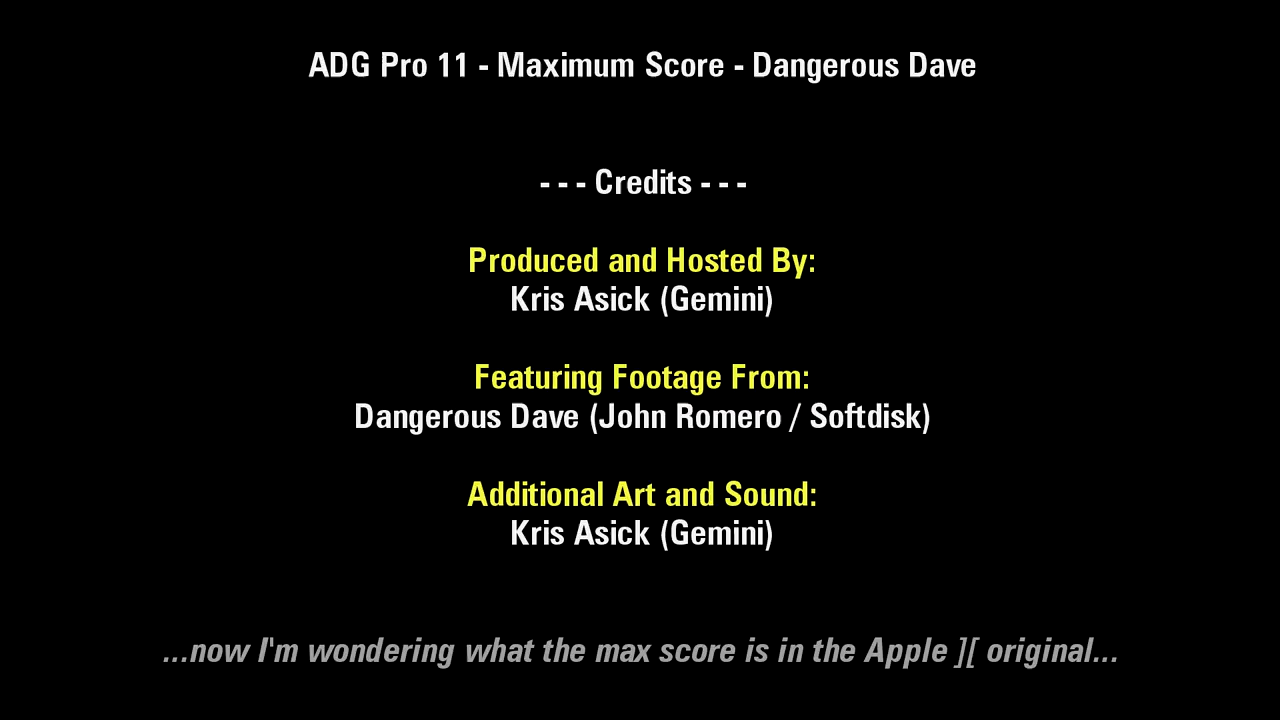 ADG Pro 11 - Maximum Score - Dangerous Dave
- - - Credits - - -
Produced and Hosted By:
Kris Asick (Gemini)
Featuring Footage From:
Dangerous Dave (John Romero / Softdisk)
Additional Art and Sound:
Kris Asick (Gemini)
...now I'm wondering what the max score is in the Apple ][ original...